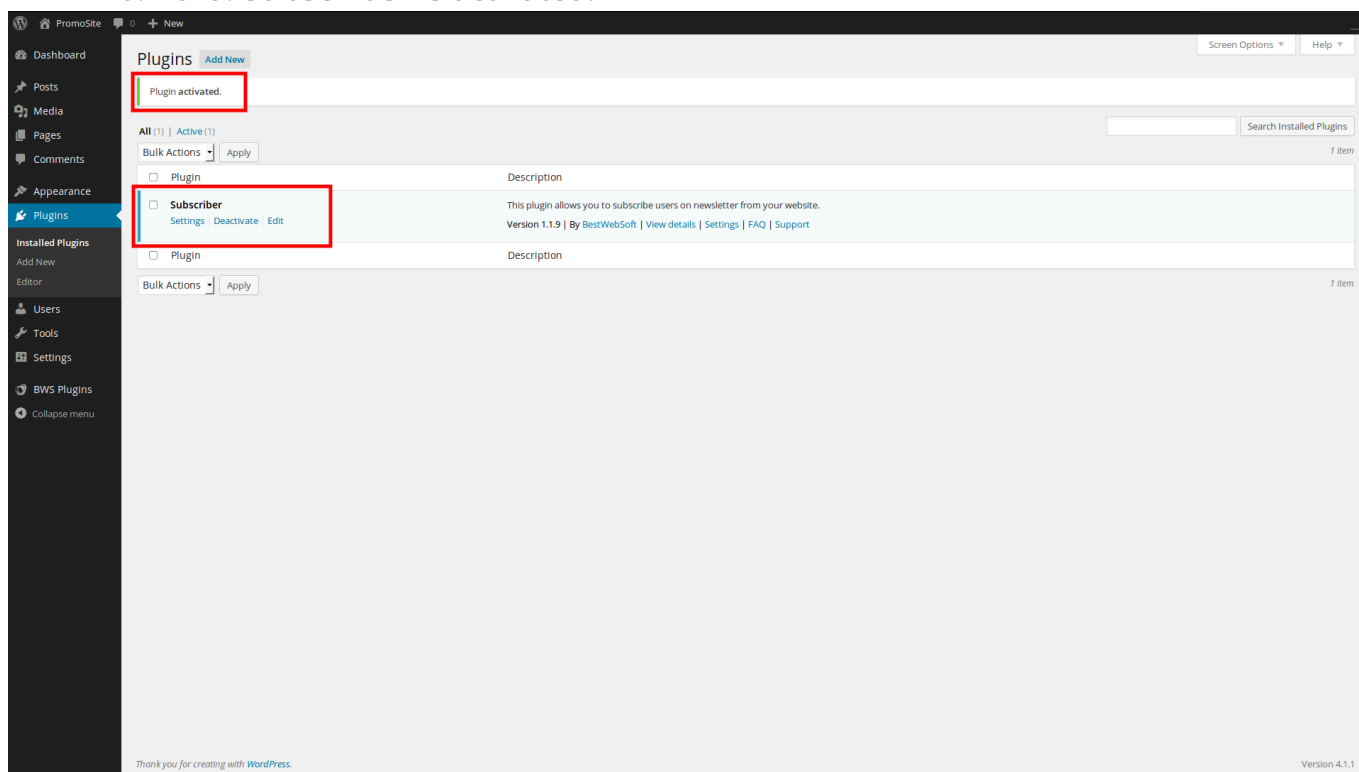 PromoSite 0 + New
Screen Options Help
Dashboard
Plugins Add New
Posts
Plugin activated.
Media
Pages
All (1) | Active (1)
Search Installed Plugins
Comments
Bulk Actions Apply
1 item
Plugin Description
Appearance
Subscriber
This plugin allows you to subscribe users on newsletter from your website.
Plugins
Settings | Deactivate | Edit
Version 1.1.9 | By BestWebSoft | View details | Settings | FAQ | Support
Installed Plugins
Add New
Plugin Description
Editor
Bulk Actions Apply
1 item
Users
Tools
Settings
BWS Plugins
Collapse menu
Thank you for creating with WordPress.
Version 4.1.1